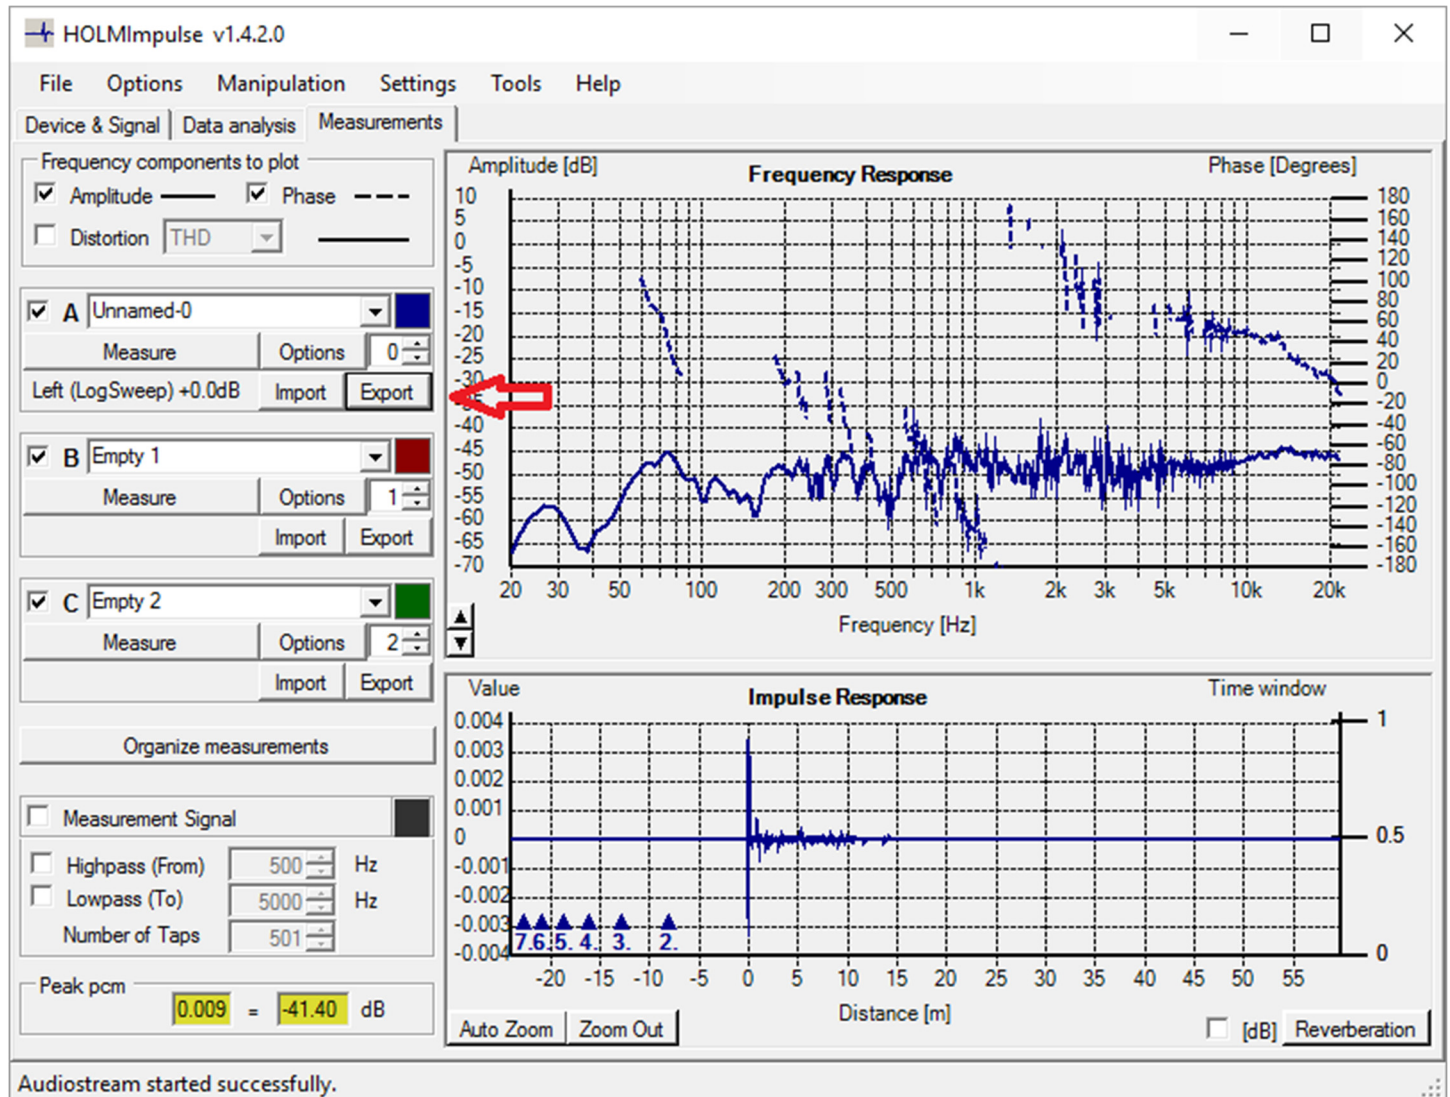 HOLMImpulse v1.4.2.0
File Options Manipulation Settings Tools Help
Device & Signal Data analysis Measurements
Frequency components to plot
Amplitude Phase
Distortion THD
A Unnamed-0
Measure Options 0
Left (LogSweep) +0.0dB Import Export
B Empty 1
Measure Options 1
Import Export
C Empty 2
Measure Options 2
Import Export
Organize measurements
Measurement Signal
Highpass (From) 500 Hz
Lowpass (To) 5000 Hz
Number of Taps 501
Peak pcm
0.009 = -41.40 dB
Amplitude [dB] Frequency Response Phase [Degrees]
10 180
5 160
0 140
-5 120
-10 100
-15 80
-20 60
-25 40
-30 20
0
-40 -20
-45 -40
-50 -60
-55 -80
-60 -100
-65 -120
-70 -140
-160
-180
20 30 50 100 200 300 500 1k 2k 3k 5k 10k 20k
Frequency [Hz]
Value Impulse Response Time window
0.004 1
0.003
0.002
0.001
0 0.5
-0.001
-0.002
-0.003
-0.004 0
7. 6. 5. 4. 3. 2.
-20 -15 -10 -5 0 5 10 15 20 25 30 35 40 45 50 55
Distance [m]
Auto Zoom Zoom Out [dB] Reverberation
Audiostream started successfully.